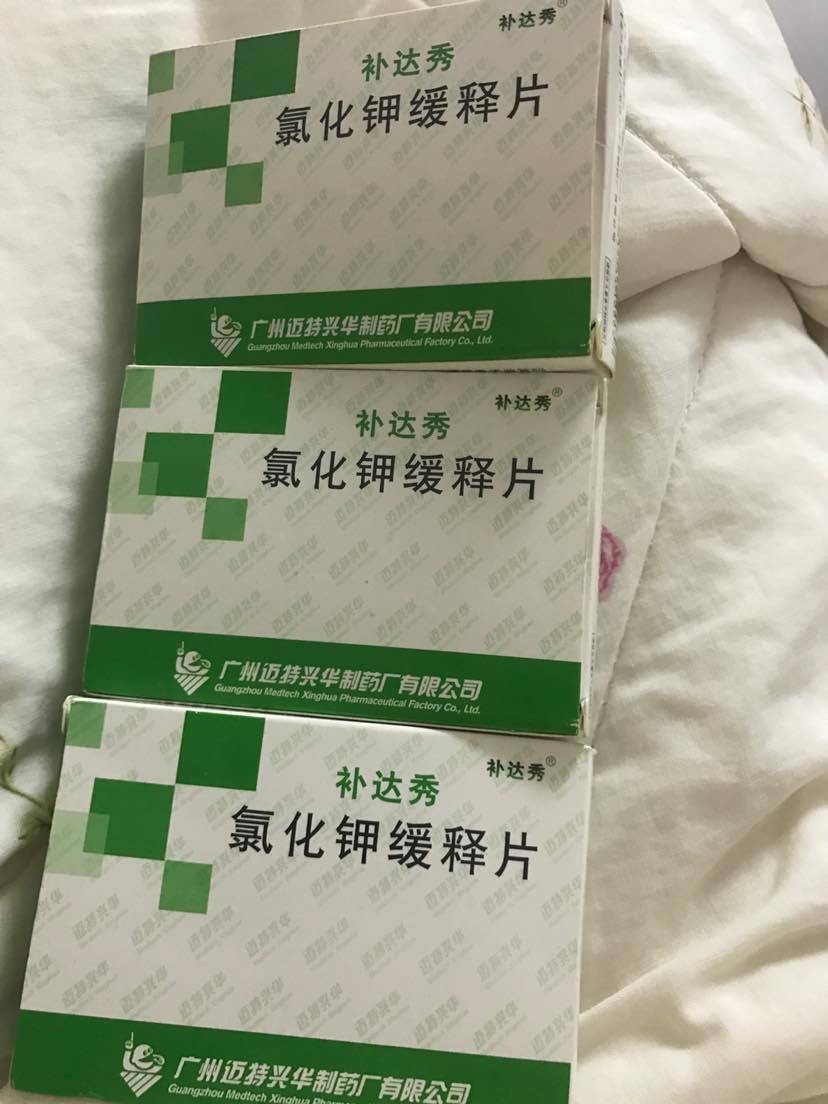 补达秀®
补达秀
氯化钾缓释片
广州迈特兴华制药厂有限公司
Guangzhou Medtech Xinghua Pharmaceutical Factory Co., Ltd.
补达秀®
补达秀
氯化钾缓释片
广州迈特兴华制药厂有限公司
Guangzhou Medtech Xinghua Pharmaceutical Factory Co., Ltd.
补达秀®
补达秀
氯化钾缓释片
广州迈特兴华制药厂有限公司
Guangzhou Medtech Xinghua Pharmaceutical Factory Co., Ltd.